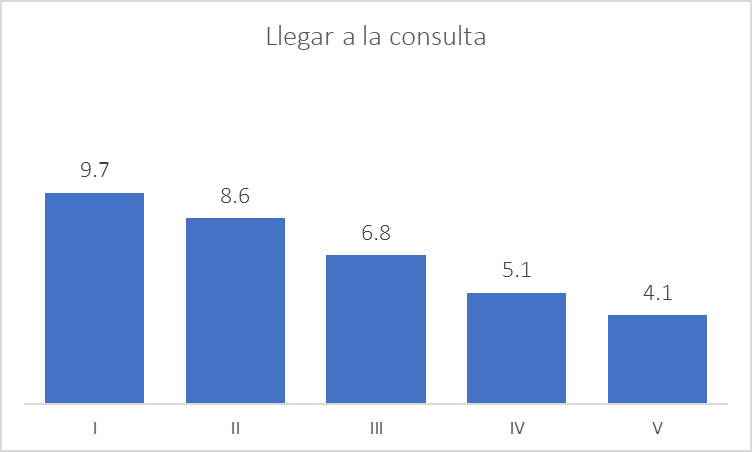 Llegar a la consulta
9.7
8.6
6.8
5.1
4.1
I
II
III
IV
V